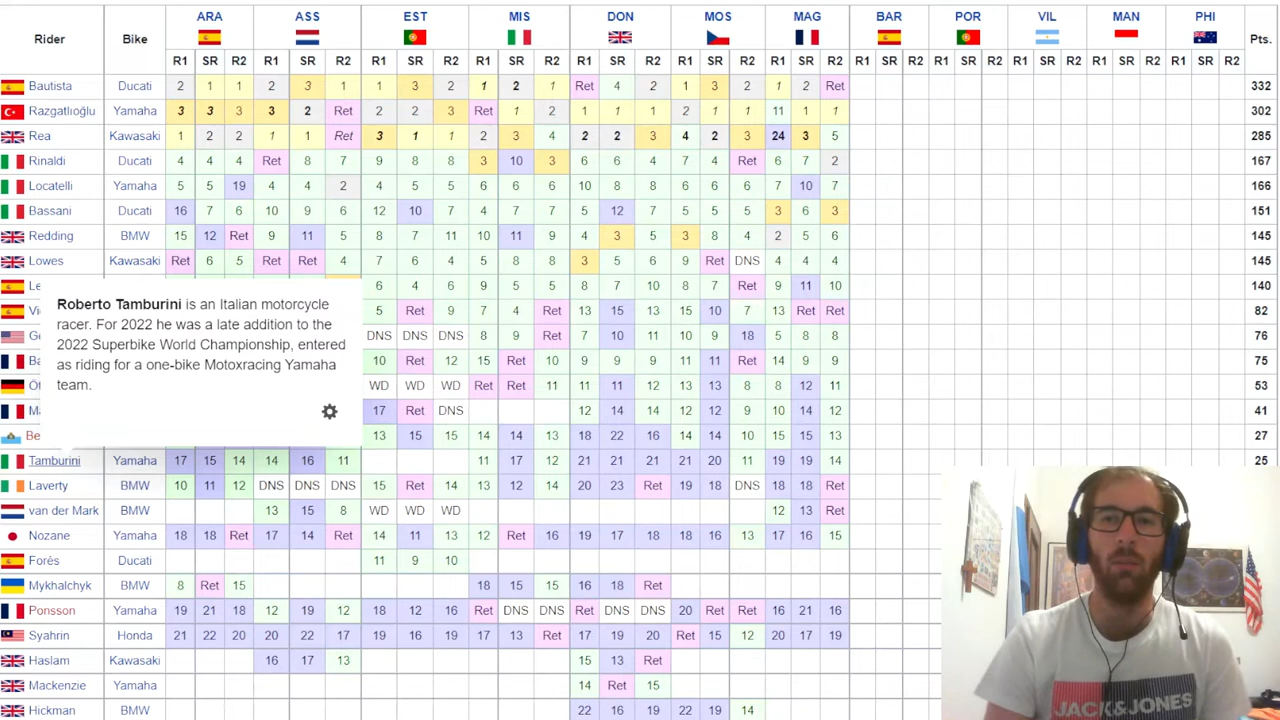 Rider Bike ARA ASS EST MIS DON MOS MAG BAR POR VIL MAN PHI Pts.
R1 SR R2 R1 SR R2 R1 SR R2 R1 SR R2 R1 SR R2 R1 SR R2 R1 SR R2 R1 SR R2 R1 SR R2 R1 SR R2 R1 SR R2 R1 SR R2
Bautista Ducati 2 1 1 2 3 1 1 3 2 1 2 1 Ret 4 2 1 3 2 1 2 Ret 332
Razgatlıoğlu Yamaha 3 3 3 3 2 Ret 2 2 3 Ret 1 2 1 1 1 2 1 1 11 1 1 302
Rea Kawasaki 1 2 2 1 1 Ret 3 1 1 2 3 4 2 2 3 4 2 3 24 3 5 285
Rinaldi Ducati 4 4 4 Ret 8 7 9 8 8 3 10 3 6 6 4 7 4 Ret 6 7 2 167
Locatelli Yamaha 5 5 19 4 4 2 4 5 5 6 6 6 10 8 8 6 6 6 7 10 7 166
Bassani Ducati 16 7 6 10 9 6 12 10 7 4 7 7 5 12 7 5 5 5 3 6 3 151
Redding BMW 15 12 Ret 9 11 5 8 7 11 10 11 9 4 3 5 3 8 4 2 5 6 145
Lowes Kawasaki Ret 6 5 Ret Ret 4 7 6 6 5 8 8 3 5 6 9 Ret DNS 4 4 4 145
Le 6 4 6 9 5 5 8 7 10 8 7 Ret 9 11 10 140
Vi 5 Ret 9 7 4 Ret 13 15 13 15 10 7 13 Ret Ret 82
Ge DNS DNS DNS 8 9 Ret 7 10 11 10 9 18 5 8 8 76
Ba 10 Ret 12 15 Ret 10 9 9 9 11 11 Ret 14 9 9 75
Öt WD WD WD Ret Ret 11 11 11 12 13 13 8 8 12 11 53
Ma 17 Ret DNS 12 14 14 12 12 9 10 14 12 41
Be 13 15 15 14 14 13 18 22 16 14 14 10 15 15 13 27
Roberto Tamburini is an Italian motorcycle
racer. For 2022 he was a late addition to the
2022 Superbike World Championship, entered
as riding for a one-bike Motoxracing Yamaha
team.
Tamburini Yamaha 17 15 14 14 16 11 11 17 12 21 21 21 21 20 11 19 19 14 25
Laverty BMW 10 11 12 DNS DNS DNS 15 Ret 14 13 12 14 20 23 Ret 19 18 DNS 18 18 Ret
van der Mark BMW 13 15 8 WD WD WD 12 13 Ret
Nozane Yamaha 18 18 Ret 17 14 Ret 14 11 13 12 Ret 16 19 17 18 18 16 13 17 16 15
Forés Ducati 11 9 10
Mykhalchyk BMW 8 Ret 15 18 15 15 16 18 Ret
Ponsson Yamaha 19 21 18 12 19 12 18 12 16 Ret DNS DNS Ret DNS DNS 20 Ret Ret 16 21 16
Syahrin Honda 21 22 20 20 22 17 19 16 19 17 13 Ret 17 19 20 Ret 15 12 20 17 19
Haslam Kawasaki 16 17 13 15 13 Ret
Mackenzie Yamaha 14 Ret 15
Hickman BMW 22 16 19 22 19 14
JACK & JONES